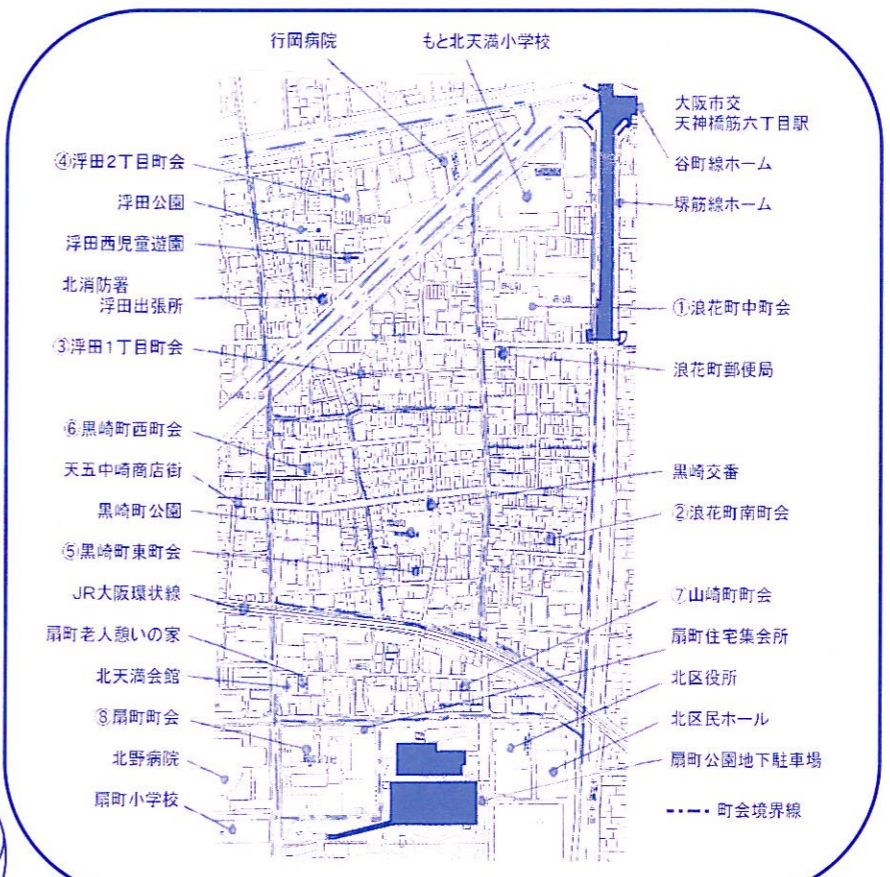 行岡病院
もと北天満小学校
④浮田2丁目町会
浮田公園
浮田西児童遊園
北消防署
浮田出張所
③浮田1丁目町会
⑥黒崎町西町会
天五中崎商店街
黒崎町公園
⑤黒崎町東町会
JR大阪環状線
扇町老人憩いの家
北天満会館
⑧扇町町会
北野病院
扇町小学校
大阪市交
天神橋筋六丁目駅
谷町線ホーム
堺筋線ホーム
①浪花町中町会
浪花町郵便局
黒崎交番
②浪花町南町会
⑦山崎町町会
扇町住宅集会所
北区役所
北区民ホール
扇町公園地下駐車場
町会境界線